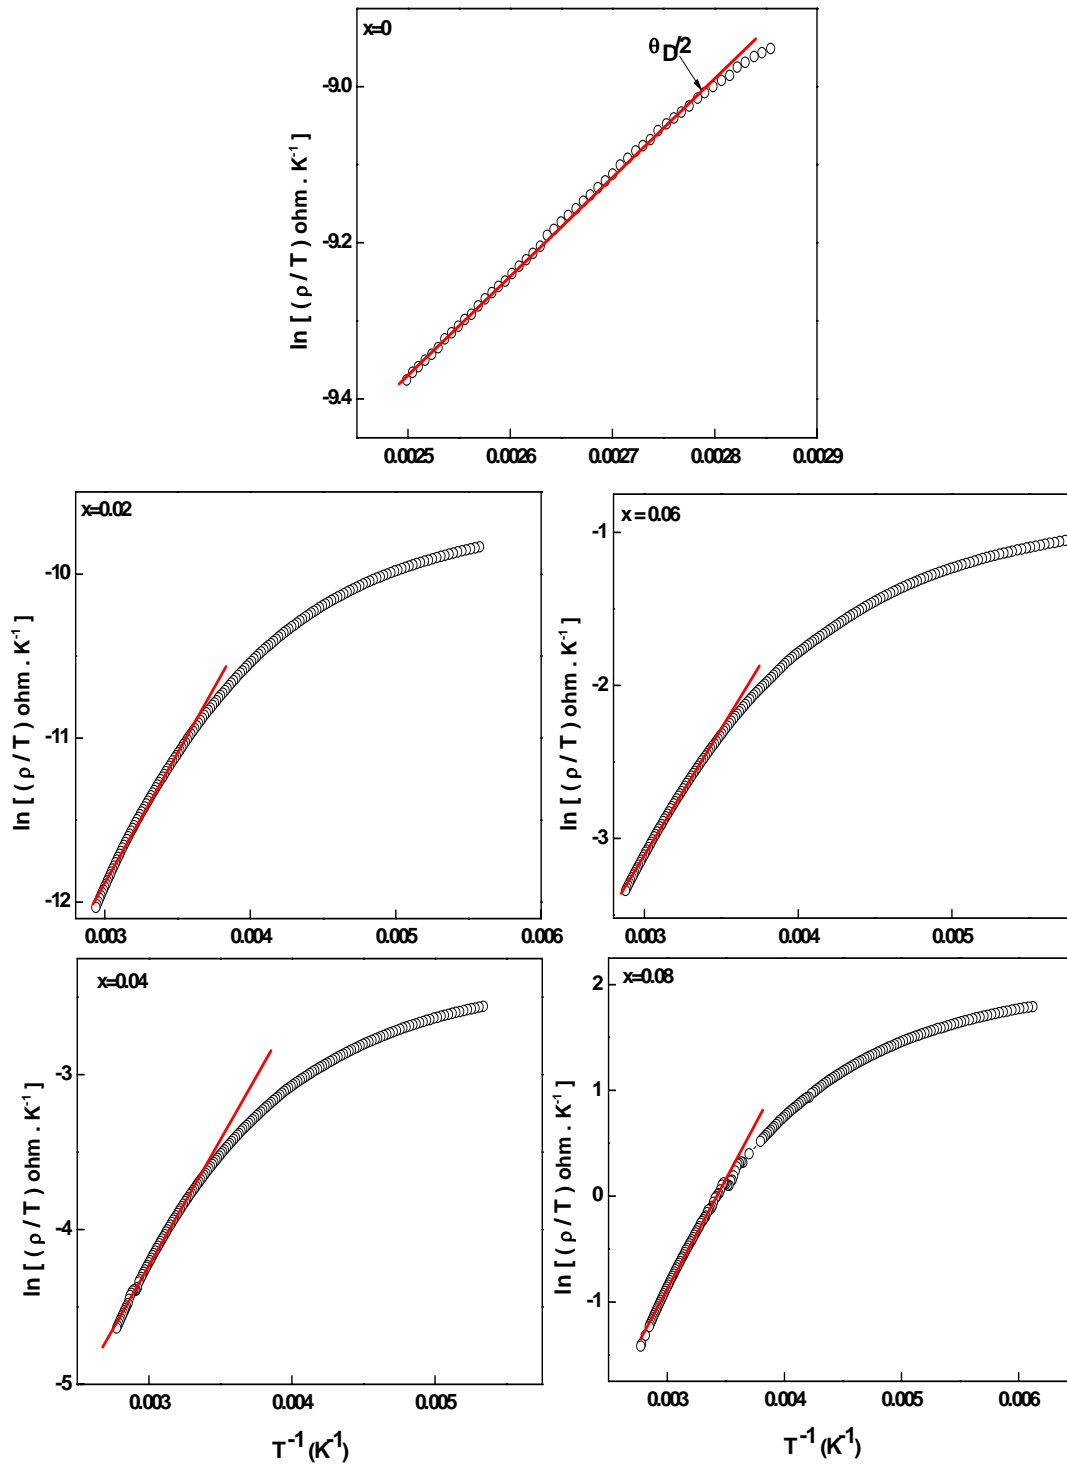 x=0
θD/2
-9.0
-9.2
-9.4
ln [ ( ρ / T ) ohm . K-1 ]
0.0025 0.0026 0.0027 0.0028 0.0029
x=0.02
-10
-11
-12
ln [ ( ρ / T ) ohm . K-1 ]
0.003 0.004 0.005 0.006
x = 0.06
-1
-2
-3
ln [ ( ρ / T ) ohm . K-1 ]
0.003 0.004 0.005
x=0.04
-3
-4
-5
ln [ ( ρ / T ) ohm . K-1 ]
0.003 0.004 0.005
T-1 (K-1)
x=0.08
2
1
0
-1
ln [ ( ρ / T ) ohm . K-1 ]
0.003 0.004 0.005 0.006
T-1 (K-1)